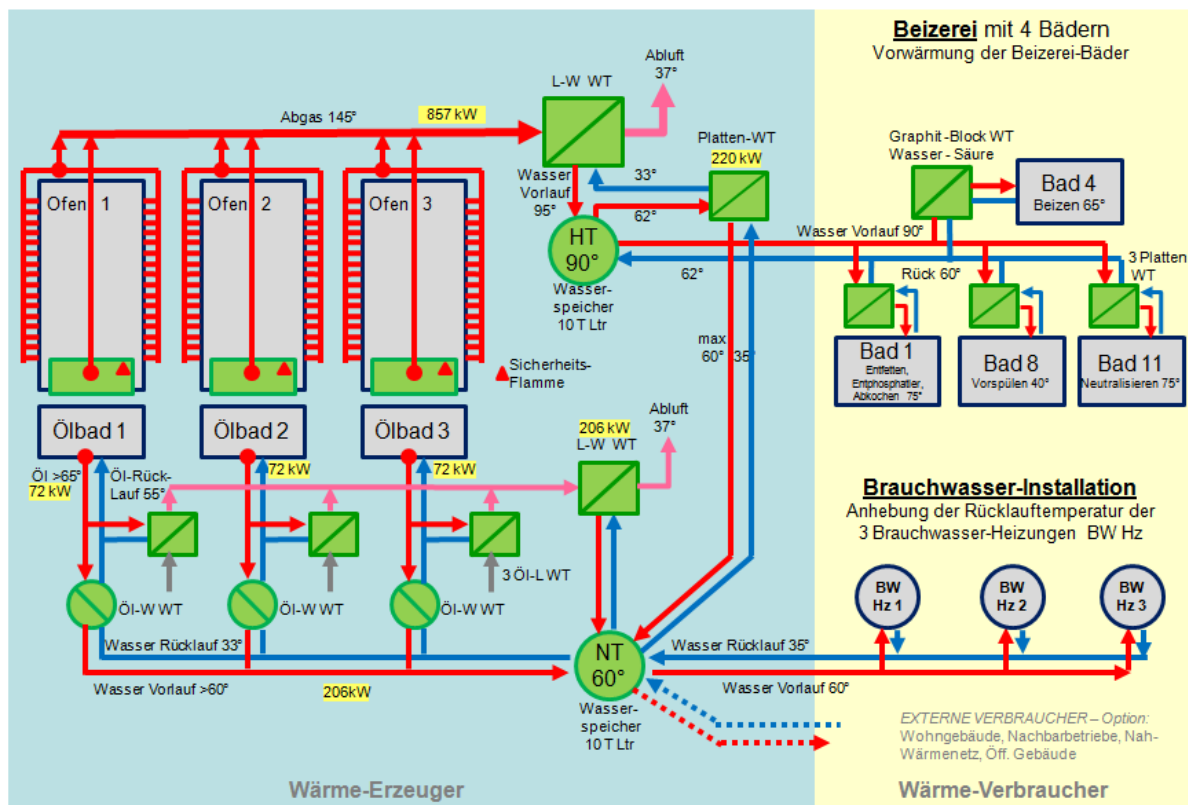 Beizerei mit 4 Bädern
Vorwärmung der Beizerei-Bäder
Abluft
37°
L-W WT
857 kW
Abgas 145°
Platten-WT
220 kW
Graphit-Block WT
Wasser-Säure
Bad 4
Beizen 65°
Wasser
Vorlauf
95°
33°
62°
Ofen 1
Ofen 2
Ofen 3
HT
90°
Wasser Vorlauf 90°
62°
Rück 60°
3 Platten
WT
Wasser-
speicher
10 T Ltr
max
60°
35°
Bad 1
Entfetten,
Entphosphatier,
Abkochen 75°
Bad 8
Vorspülen 40°
Bad 11
Neutralisieren 75°
Sicherheits-
Flamme
Ölbad 1
Ölbad 2
Ölbad 3
Abluft
37°
206 kW
L-W WT
Öl >65°
72 kW
Öl-Rück-
Lauf 55°
72 kW
72 kW
Brauchwasser-Installation
Anhebung der Rücklauftemperatur der
3 Brauchwasser-Heizungen BW Hz
3 Öl-L WT
Öl-W WT
Öl-W WT
Öl-W WT
BW
Hz 1
BW
Hz 2
BW
Hz 3
Wasser Rücklauf 33°
NT
60°
Wasser Rücklauf 35°
Wasser Vorlauf >60°
206kW
Wasser Vorlauf 60°
Wasser-
speicher
10 T Ltr
EXTERNE VERBRAUCHER – Option:
Wohngebäude, Nachbarbetriebe, Nah-
Wärmenetz, Öff. Gebäude
Wärme-Erzeuger
Wärme-Verbraucher